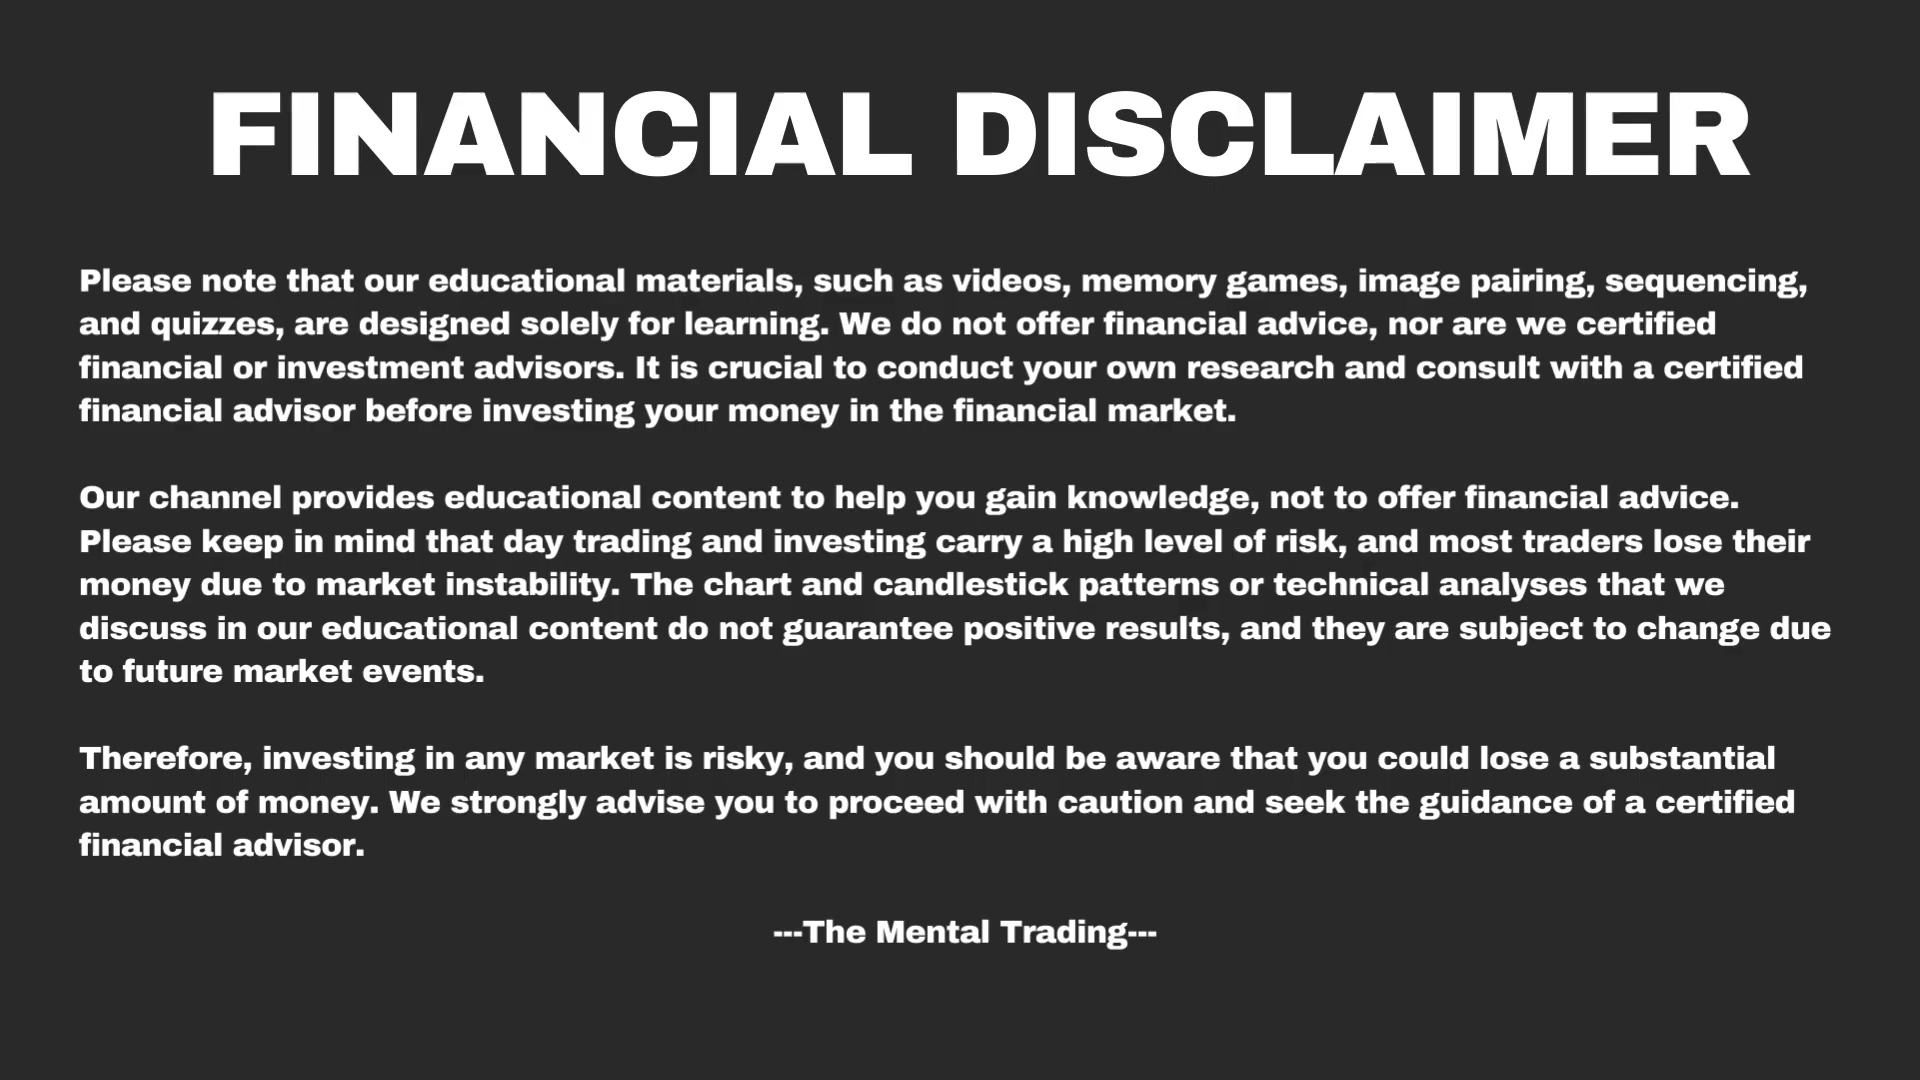 FINANCIAL DISCLAIMER
Please note that our educational materials, such as videos, memory games, image pairing, sequencing,
and quizzes, are designed solely for learning. We do not offer financial advice, nor are we certified
financial or investment advisors. It is crucial to conduct your own research and consult with a certified
financial advisor before investing your money in the financial market.
Our channel provides educational content to help you gain knowledge, not to offer financial advice.
Please keep in mind that day trading and investing carry a high level of risk, and most traders lose their
money due to market instability. The chart and candlestick patterns or technical analyses that we
discuss in our educational content do not guarantee positive results, and they are subject to change due
to future market events.
Therefore, investing in any market is risky, and you should be aware that you could lose a substantial
amount of money. We strongly advise you to proceed with caution and seek the guidance of a certified
financial advisor.
---The Mental Trading---